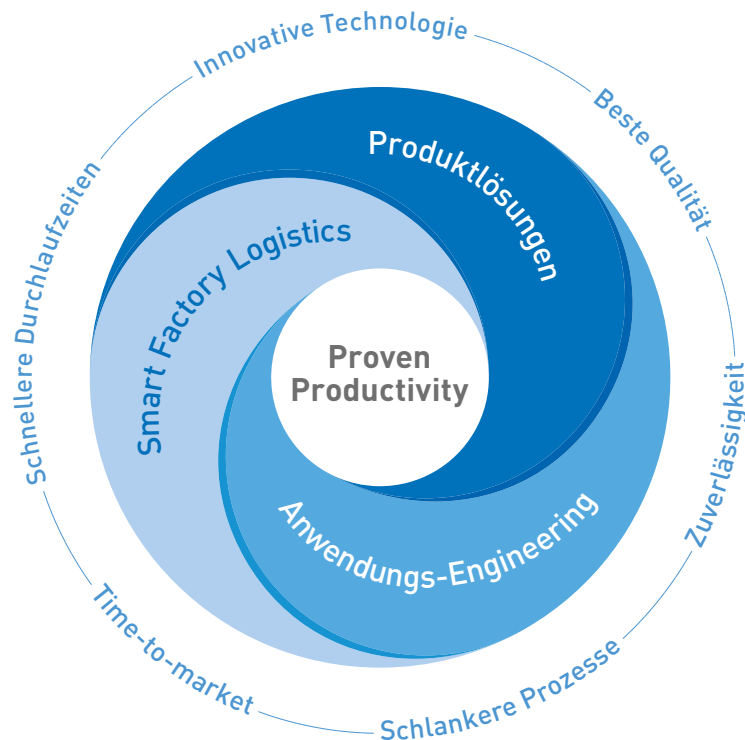 Innovative Technologie
Beste Qualität
Zuverlässigkeit
Schlankere Prozesse
Time-to-market
Schnellere Durchlaufzeiten
Produktlösungen
Anwendungs-Engineering
Smart Factory Logistics
Proven
Productivity